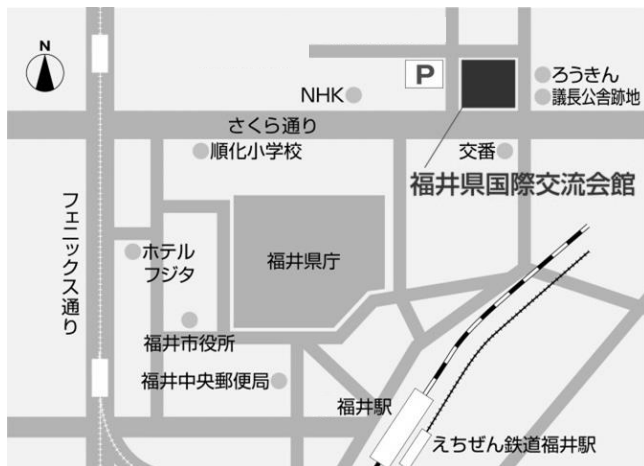 N
P
ろうきん
NHK
議長公舎跡地
さくら通り
順化小学校
交番
福井県国際交流会館
フェニックス通り
ホテル
フジタ
福井県庁
福井市役所
福井中央郵便局
福井駅
えちぜん鉄道福井駅